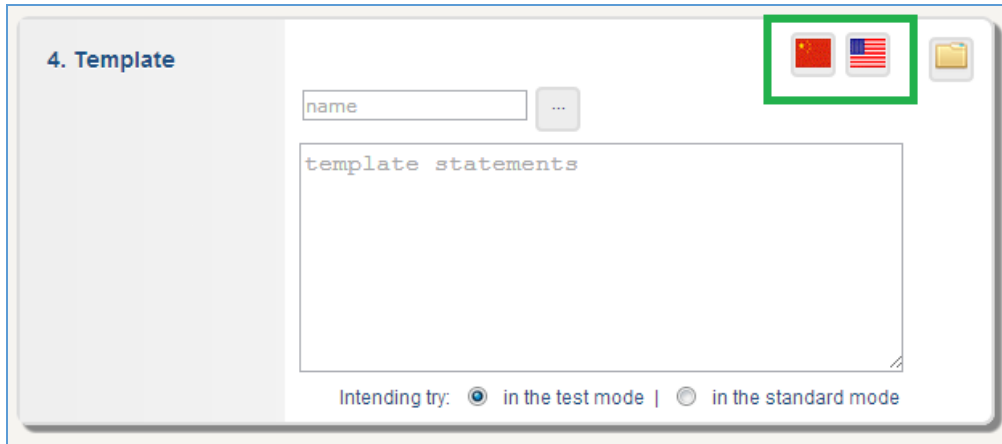 4. Template
name
...
template statements
Intending try: in the test mode | in the standard mode